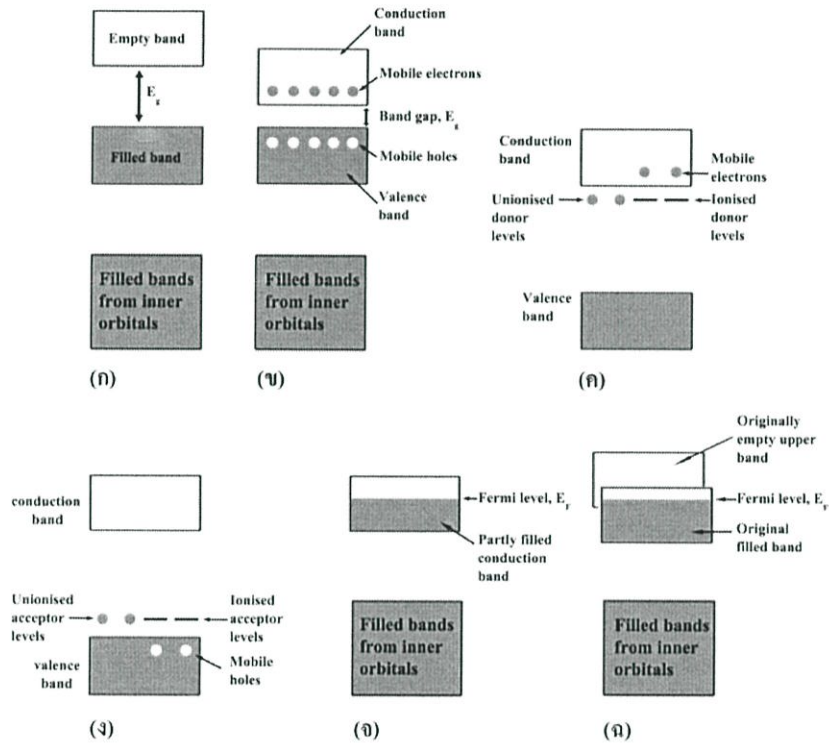 Empty band
E_g
Filled band
Filled bands
from inner
orbitals
(ก)
Conduction
band
Mobile electrons
Band gap, E_g
Mobile holes
Valence
band
Filled bands
from inner
orbitals
(ข)
Conduction
band
Mobile
electrons
Unionised
donor
levels
Ionised
donor
levels
Valence
band
(ค)
conduction
band
Unionised
acceptor
levels
Ionised
acceptor
levels
valence
band
Mobile
holes
(ง)
Fermi level, E_F
Partly filled
conduction
band
Filled bands
from inner
orbitals
(จ)
Originally
empty upper
band
Fermi level, E_F
Original
filled band
Filled bands
from inner
orbitals
(ฉ)